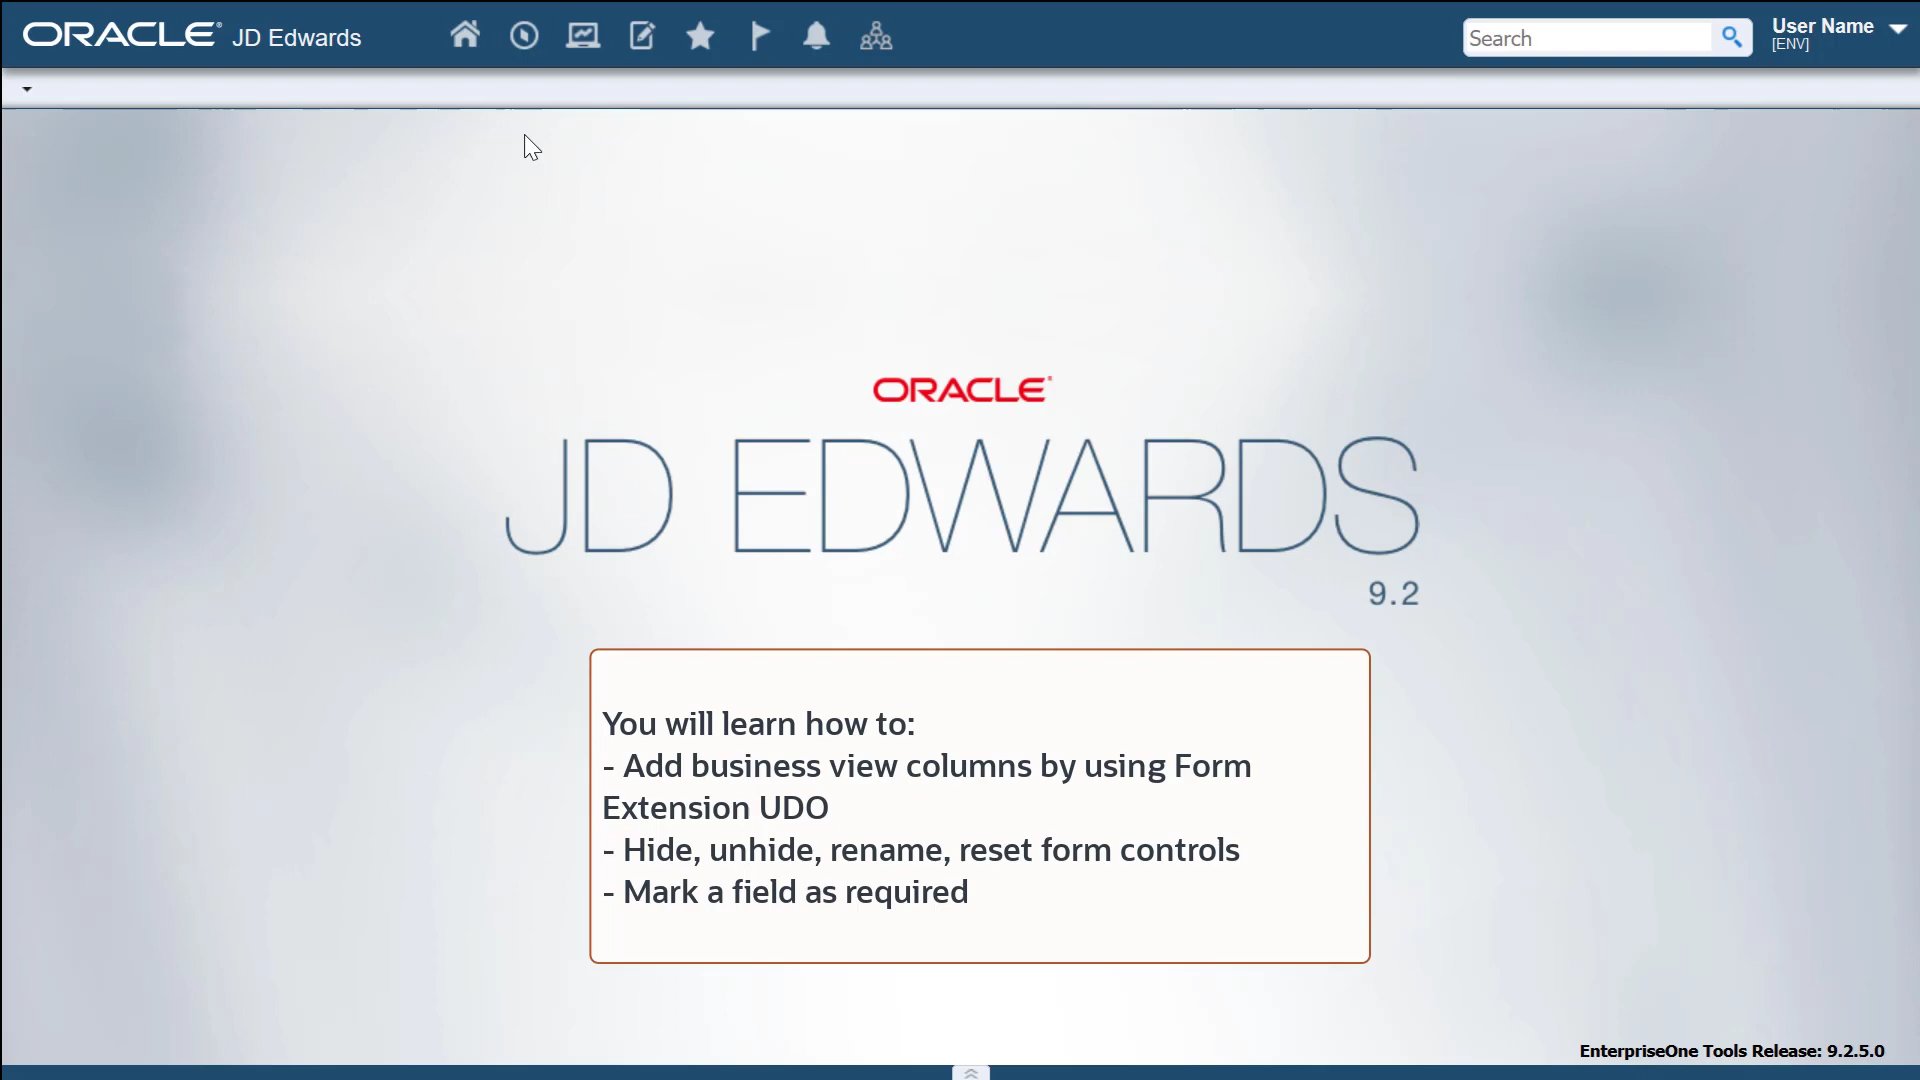 ORACLE® JD Edwards
Search
User Name
[ENV]
ORACLE®
JD EDWARDS
9.2
You will learn how to:
- Add business view columns by using Form
Extension UDO
- Hide, unhide, rename, reset form controls
- Mark a field as required
EnterpriseOne Tools Release: 9.2.5.0